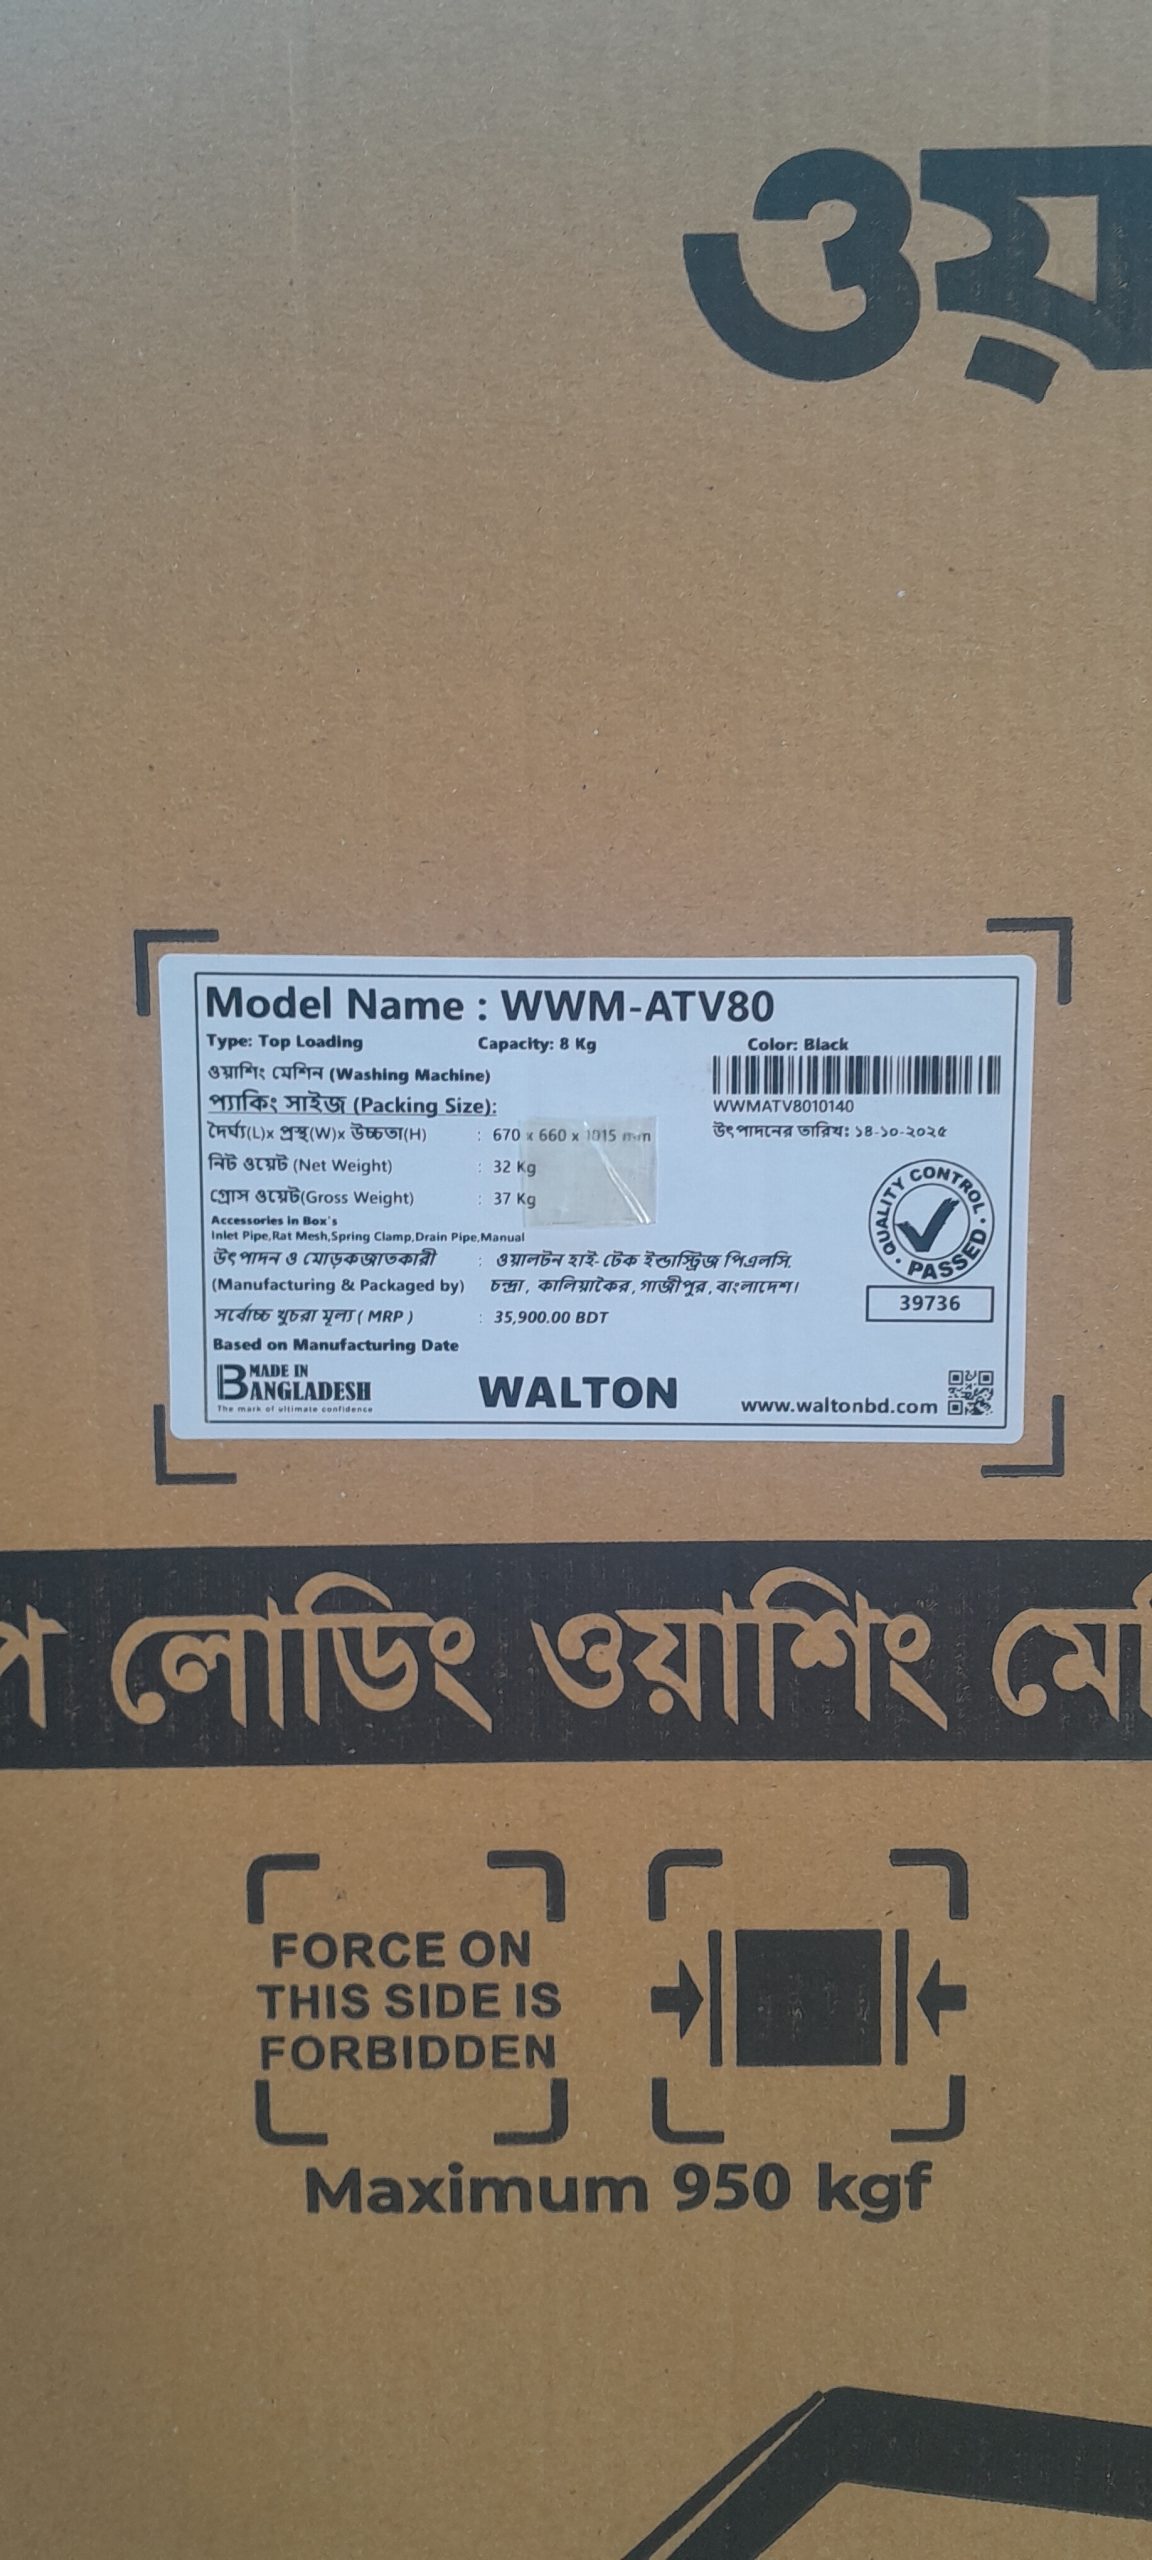 ওয়
Model Name : WWM-ATV80
Type: Top Loading Capacity: 8 Kg Color: Black
ওয়াশিং মেশিন (Washing Machine)
প্যাকিং সাইজ (Packing Size):
WWMATV8010140
দৈর্ঘ্য(L)x প্রস্থ(W)x উচ্চতা(H) : 670 x 660 x 1015 mm
উৎপাদনের তারিখ: ১৪-১০-২০২৫
নিট ওয়েট (Net Weight) : 32 Kg
গ্রোস ওয়েট(Gross Weight) : 37 Kg
QUALITY CONTROL PASSED
Accessories in Box's
Inlet Pipe,Rat Mesh,Spring Clamp,Drain Pipe,Manual
উৎপাদন ও মোড়কজাতকারী : ওয়ালটন হাই-টেক ইন্ডাস্ট্রিজ পিএলসি.
(Manufacturing & Packaged by) চন্দ্রা, কালিয়াকৈর, গাজীপুর, বাংলাদেশ।
39736
সর্বোচ্চ খুচরা মূল্য ( MRP ) : 35,900.00 BDT
Based on Manufacturing Date
MADE IN
BANGLADESH
The mark of ultimate confidence
WALTON
www.waltonbd.com
প লোডিং ওয়াশিং মে
FORCE ON
THIS SIDE IS
FORBIDDEN
Maximum 950 kgf